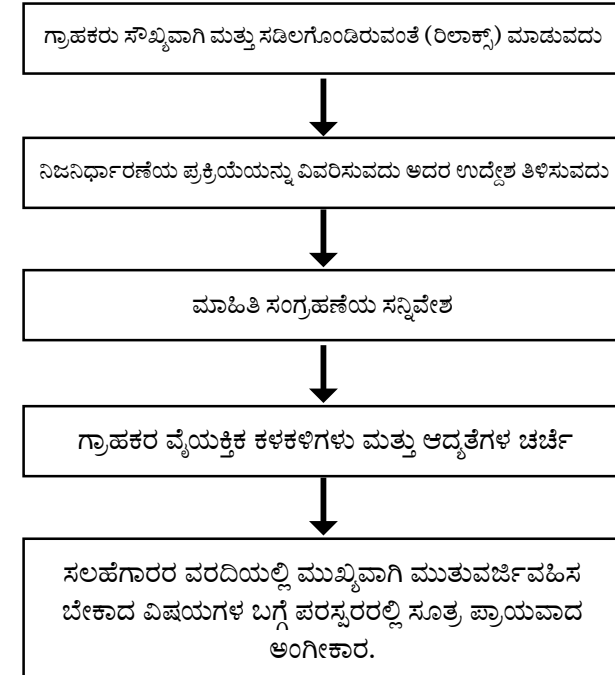 ಗ್ರಾಹಕರು ಸೌಖ್ಯವಾಗಿ ಮತ್ತು ಸಡಿಲಗೊಂಡಿರುವಂತೆ (ರಿಲಾಕ್ಸ್) ಮಾಡುವದು
ನಿಜನಿರ್ಧಾರಣೆಯ ಪ್ರಕ್ರಿಯೆಯನ್ನು ವಿವರಿಸುವದು ಅದರ ಉದ್ದೇಶ ತಿಳಿಸುವದು
ಮಾಹಿತಿ ಸಂಗ್ರಹಣೆಯ ಸನ್ನಿವೇಶ
ಗ್ರಾಹಕರ ವೈಯಕ್ತಿಕ ಕಳಕಳಿಗಳು ಮತ್ತು ಆದ್ಯತೆಗಳ ಚರ್ಚೆ
ಸಲಹೆಗಾರರ ವರದಿಯಲ್ಲಿ ಮುಖ್ಯವಾಗಿ ಮುತುವರ್ಜಿವಹಿಸ
ಬೇಕಾದ ವಿಷಯಗಳ ಬಗ್ಗೆ ಪರಸ್ಪರರಲ್ಲಿ ಸೂತ್ರ ಪ್ರಾಯವಾದ
ಅಂಗೀಕಾರ.